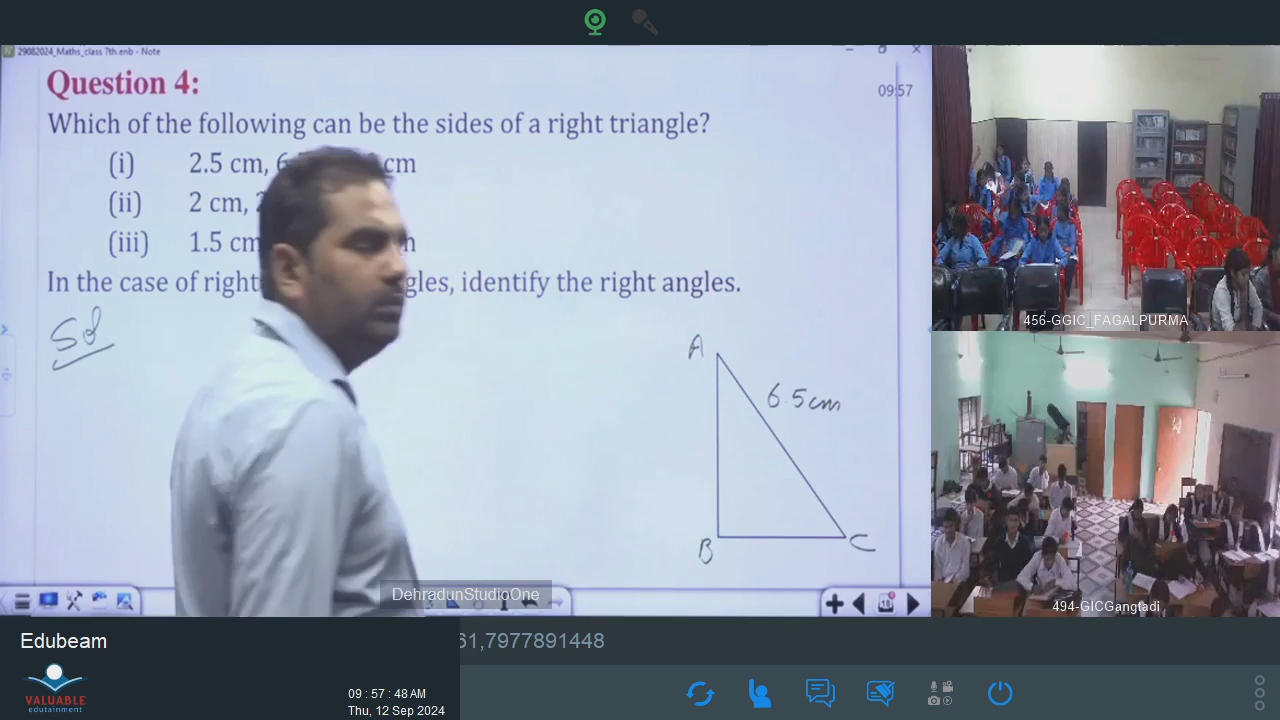 29082024_Maths_class 7th.enb - Note
Question 4:
09:57
Which of the following can be the sides of a right triangle?
(i) 2.5 cm, 6 cm
(ii) 2 cm, 2
(iii) 1.5 cm
In the case of right gles, identify the right angles.
Sol
A
6.5cm
B
C
456-GGIC_FAGALPURMA
494-GICGangtadi
DehradunStudioOne
Edubeam
61,7977891448
VALUABLE
edutainment
09 : 57 : 48 AM
Thu, 12 Sep 2024